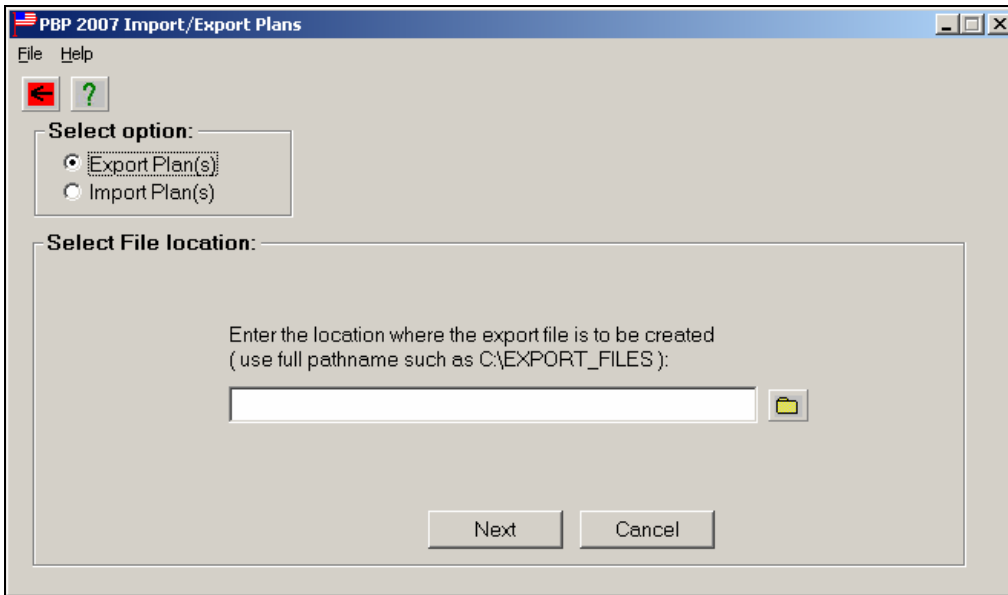 PBP 2007 Import/Export Plans
File Help
?
Select option:
Export Plan(s)
Import Plan(s)
Select File location:
Enter the location where the export file is to be created
( use full pathname such as C:\EXPORT_FILES ):
Next Cancel